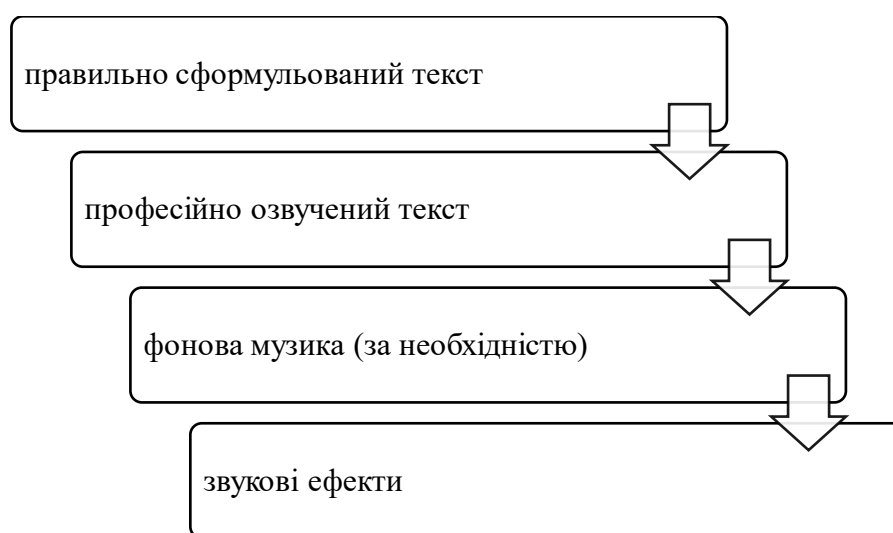 правильно сформульований текст
професійно озвучений текст
фонова музика (за необхідністю)
звукові ефекти